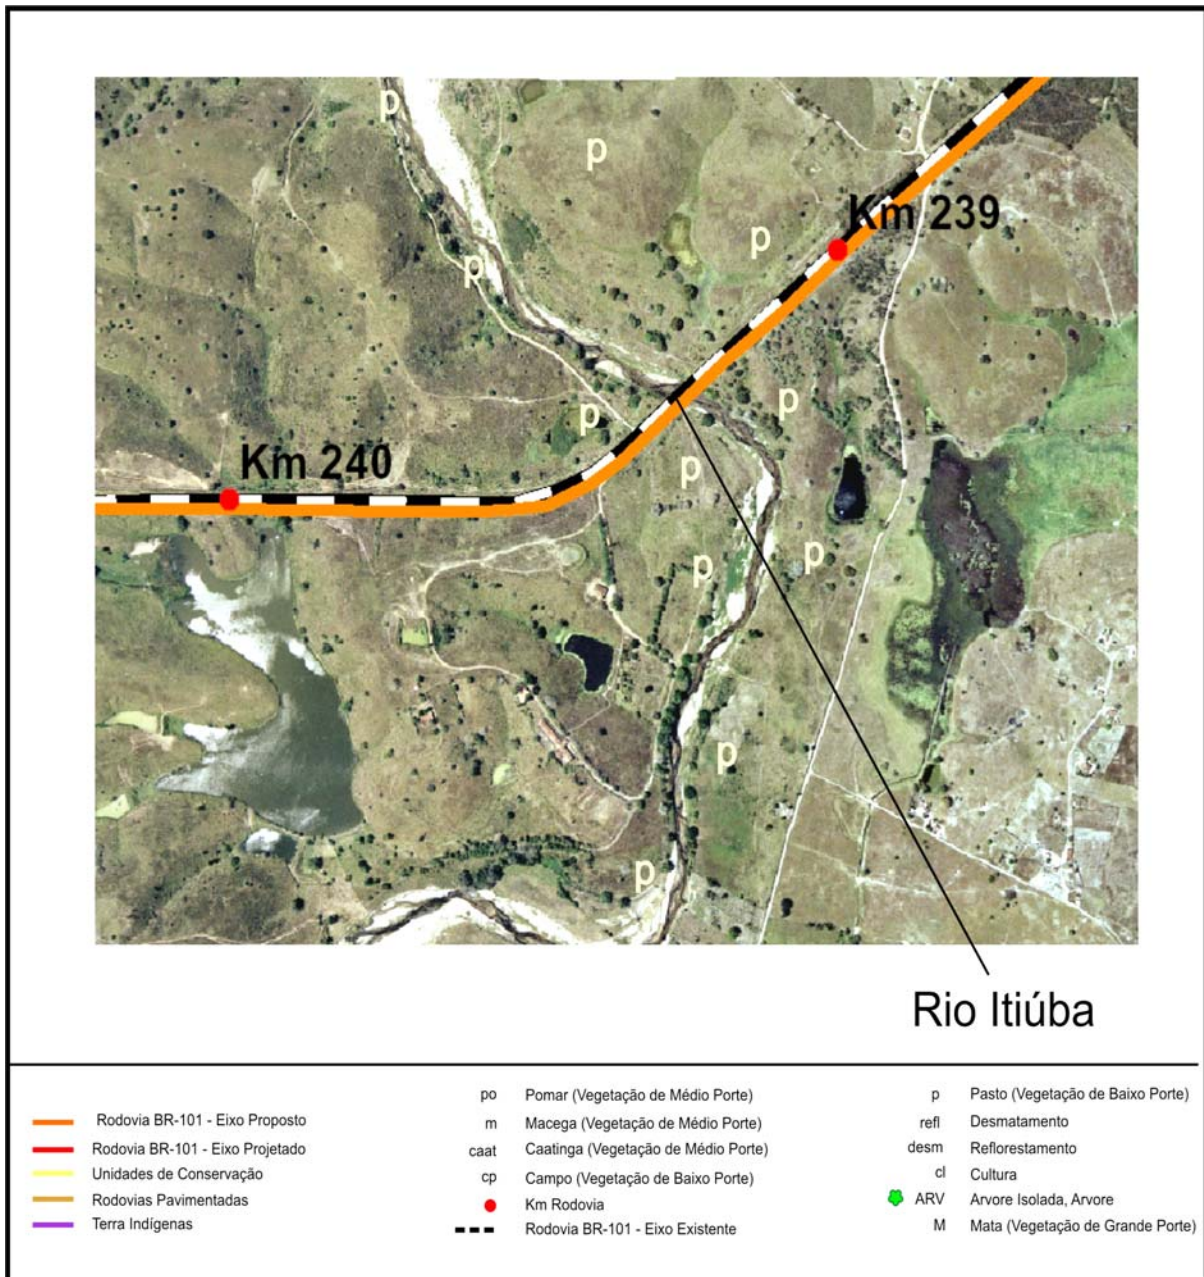 p
p
p
Km 239
p
p
p
Km 240
p
p
p
p
p
Rio Itiúba
Rodovia BR-101 - Eixo Proposto
Rodovia BR-101 - Eixo Projetado
Unidades de Conservação
Rodovias Pavimentadas
Terra Indígenas
po Pomar (Vegetação de Médio Porte)
m Macega (Vegetação de Médio Porte)
caat Caatinga (Vegetação de Médio Porte)
cp Campo (Vegetação de Baixo Porte)
Km Rodovia
Rodovia BR-101 - Eixo Existente
p Pasto (Vegetação de Baixo Porte)
refl Desmatamento
desm Reflorestamento
cl Cultura
ARV Arvore Isolada, Arvore
M Mata (Vegetação de Grande Porte)